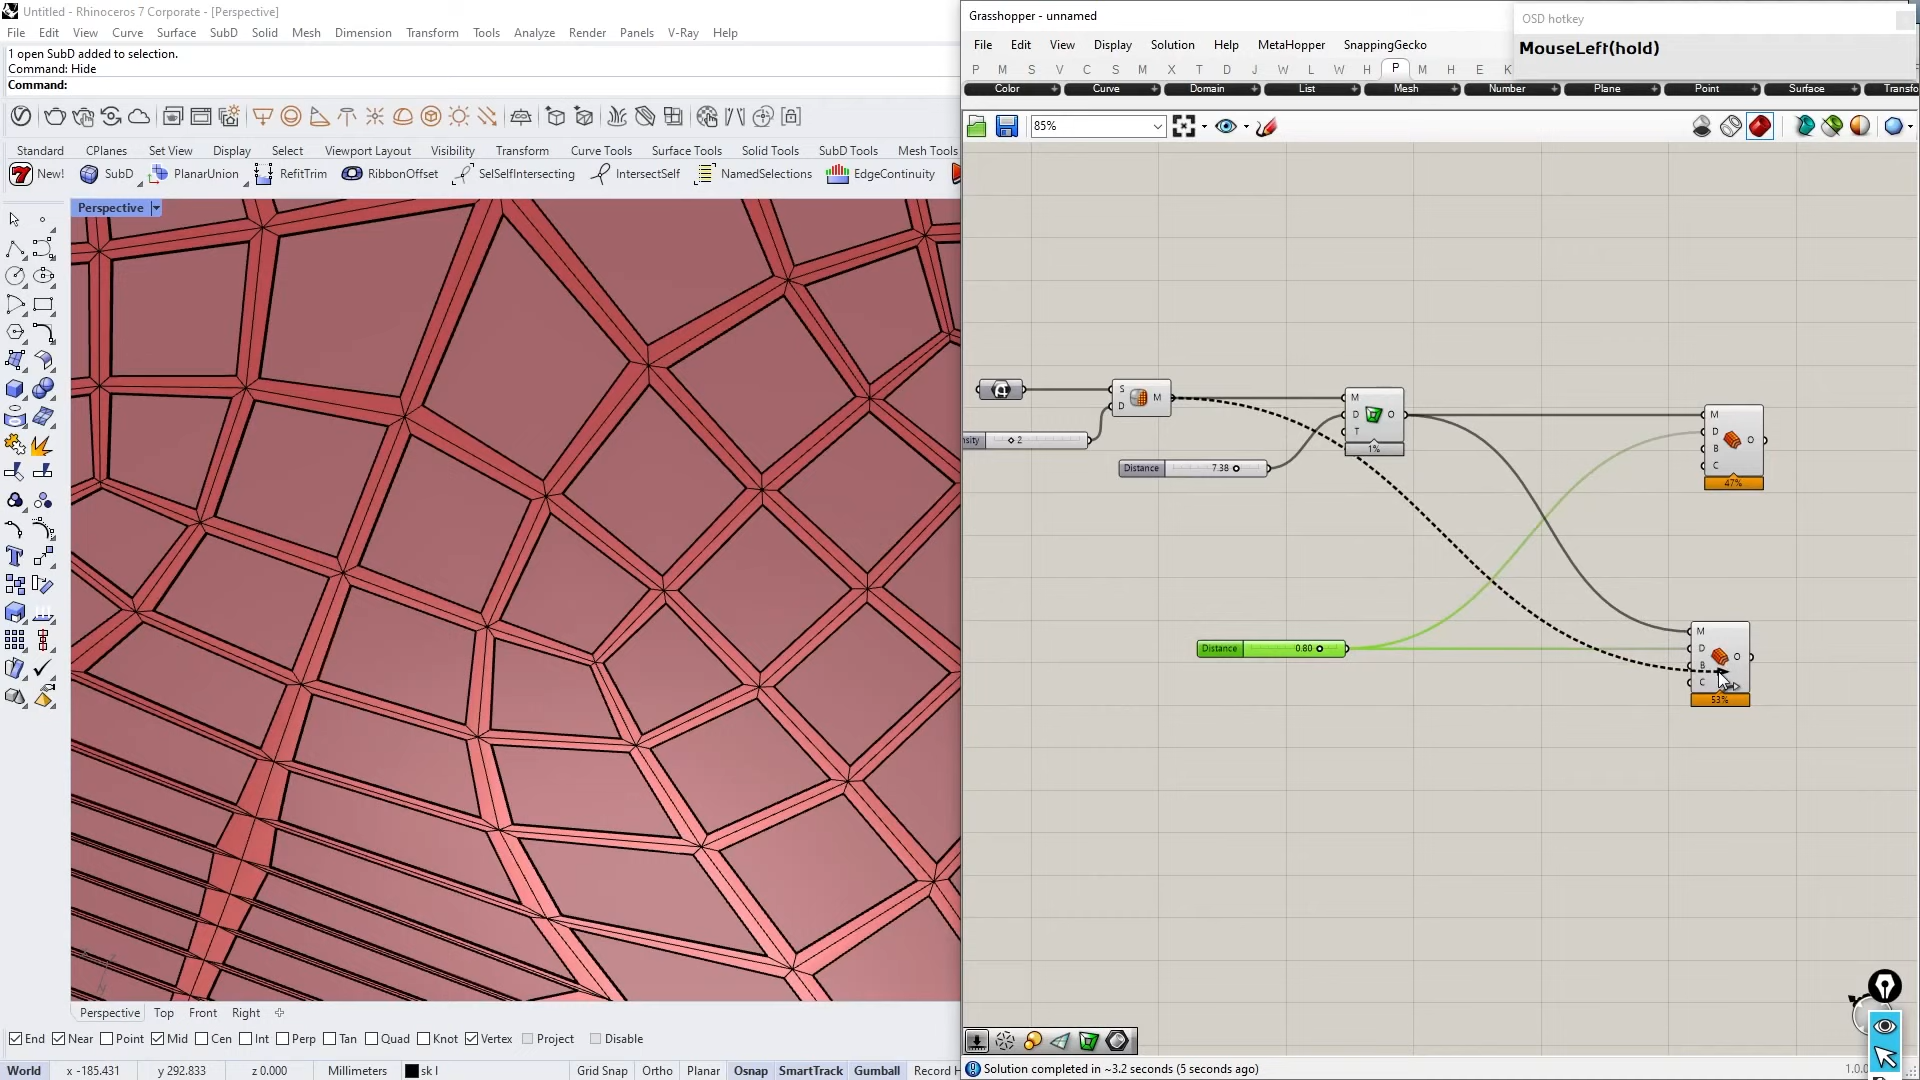 Untitled - Rhinoceros 7 Corporate - [Perspective]
File Edit View Curve Surface SubD Solid Mesh Dimension Transform Tools Analyze Render Panels V-Ray Help
1 open SubD added to selection.
Command: Hide
Command:
Standard CPlanes Set View Display Select Viewport Layout Visibility Transform Curve Tools Surface Tools Solid Tools SubD Tools Mesh Tools
New! SubD PlanarUnion RefitTrim RibbonOffset SelSelfIntersecting IntersectSelf NamedSelections EdgeContinuity
Perspective
Perspective Top Front Right
End Near Point Mid Cen Int Perp Tan Quad Knot Vertex Project Disable
World x -185.431 y 292.833 z 0.000 Millimeters sk l Grid Snap Ortho Planar Osnap SmartTrack Gumball Record H
Grasshopper - unnamed
OSD hotkey
MouseLeft(hold)
File Edit View Display Solution Help MetaHopper SnappingGecko
P M S V C S M X T D J W L W H P M H E K
Color Curve Domain List Mesh Number Plane Point Surface Transfo
85%
S
D
M
nsity 2
Distance 7.38
M
D
T
O
1%
M
D
B
C
O
47%
Distance 0.80
M
D
B
C
O
53%
Solution completed in ~3.2 seconds (5 seconds ago)
1.0.0